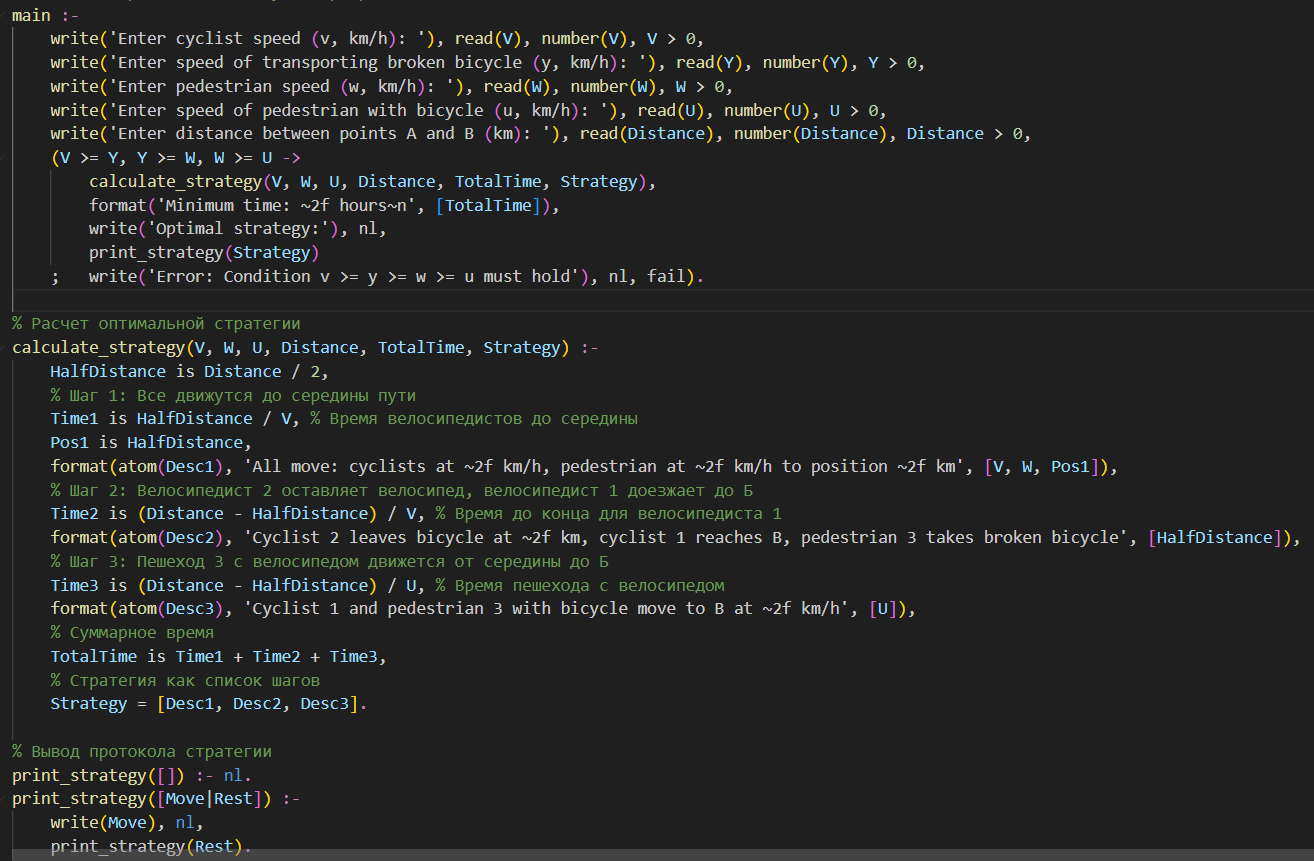 main :-
    write('Enter cyclist speed (v, km/h): '), read(V), number(V), V > 0,
    write('Enter speed of transporting broken bicycle (y, km/h): '), read(Y), number(Y), Y > 0,
    write('Enter pedestrian speed (w, km/h): '), read(W), number(W), W > 0,
    write('Enter speed of pedestrian with bicycle (u, km/h): '), read(U), number(U), U > 0,
    write('Enter distance between points A and B (km): '), read(Distance), number(Distance), Distance > 0,
    (V >= Y, Y >= W, W >= U ->
        calculate_strategy(V, W, U, Distance, TotalTime, Strategy),
        format('Minimum time: ~2f hours~n', [TotalTime]),
        write('Optimal strategy:'), nl,
        print_strategy(Strategy)
    ;   write('Error: Condition v >= y >= w >= u must hold'), nl, fail).
% Расчет оптимальной стратегии
calculate_strategy(V, W, U, Distance, TotalTime, Strategy) :-
    HalfDistance is Distance / 2,
    % Шаг 1: Все движутся до середины пути
    Time1 is HalfDistance / V, % Время велосипедистов до середины
    Pos1 is HalfDistance,
    format(atom(Desc1), 'All move: cyclists at ~2f km/h, pedestrian at ~2f km/h to position ~2f km', [V, W, Pos1]),
    % Шаг 2: Велосипедист 2 оставляет велосипед, велосипедист 1 доезжает до Б
    Time2 is (Distance - HalfDistance) / V, % Время до конца для велосипедиста 1
    format(atom(Desc2), 'Cyclist 2 leaves bicycle at ~2f km, cyclist 1 reaches B, pedestrian 3 takes broken bicycle', [HalfDistance]),
    % Шаг 3: Пешеход 3 с велосипедом движется от середины до Б
    Time3 is (Distance - HalfDistance) / U, % Время пешехода с велосипедом
    format(atom(Desc3), 'Cyclist 1 and pedestrian 3 with bicycle move to B at ~2f km/h', [U]),
    % Суммарное время
    TotalTime is Time1 + Time2 + Time3,
    % Стратегия как список шагов
    Strategy = [Desc1, Desc2, Desc3].
% Вывод протокола стратегии
print_strategy([]) :- nl.
print_strategy([Move|Rest]) :-
    write(Move), nl,
    print_strategy(Rest).